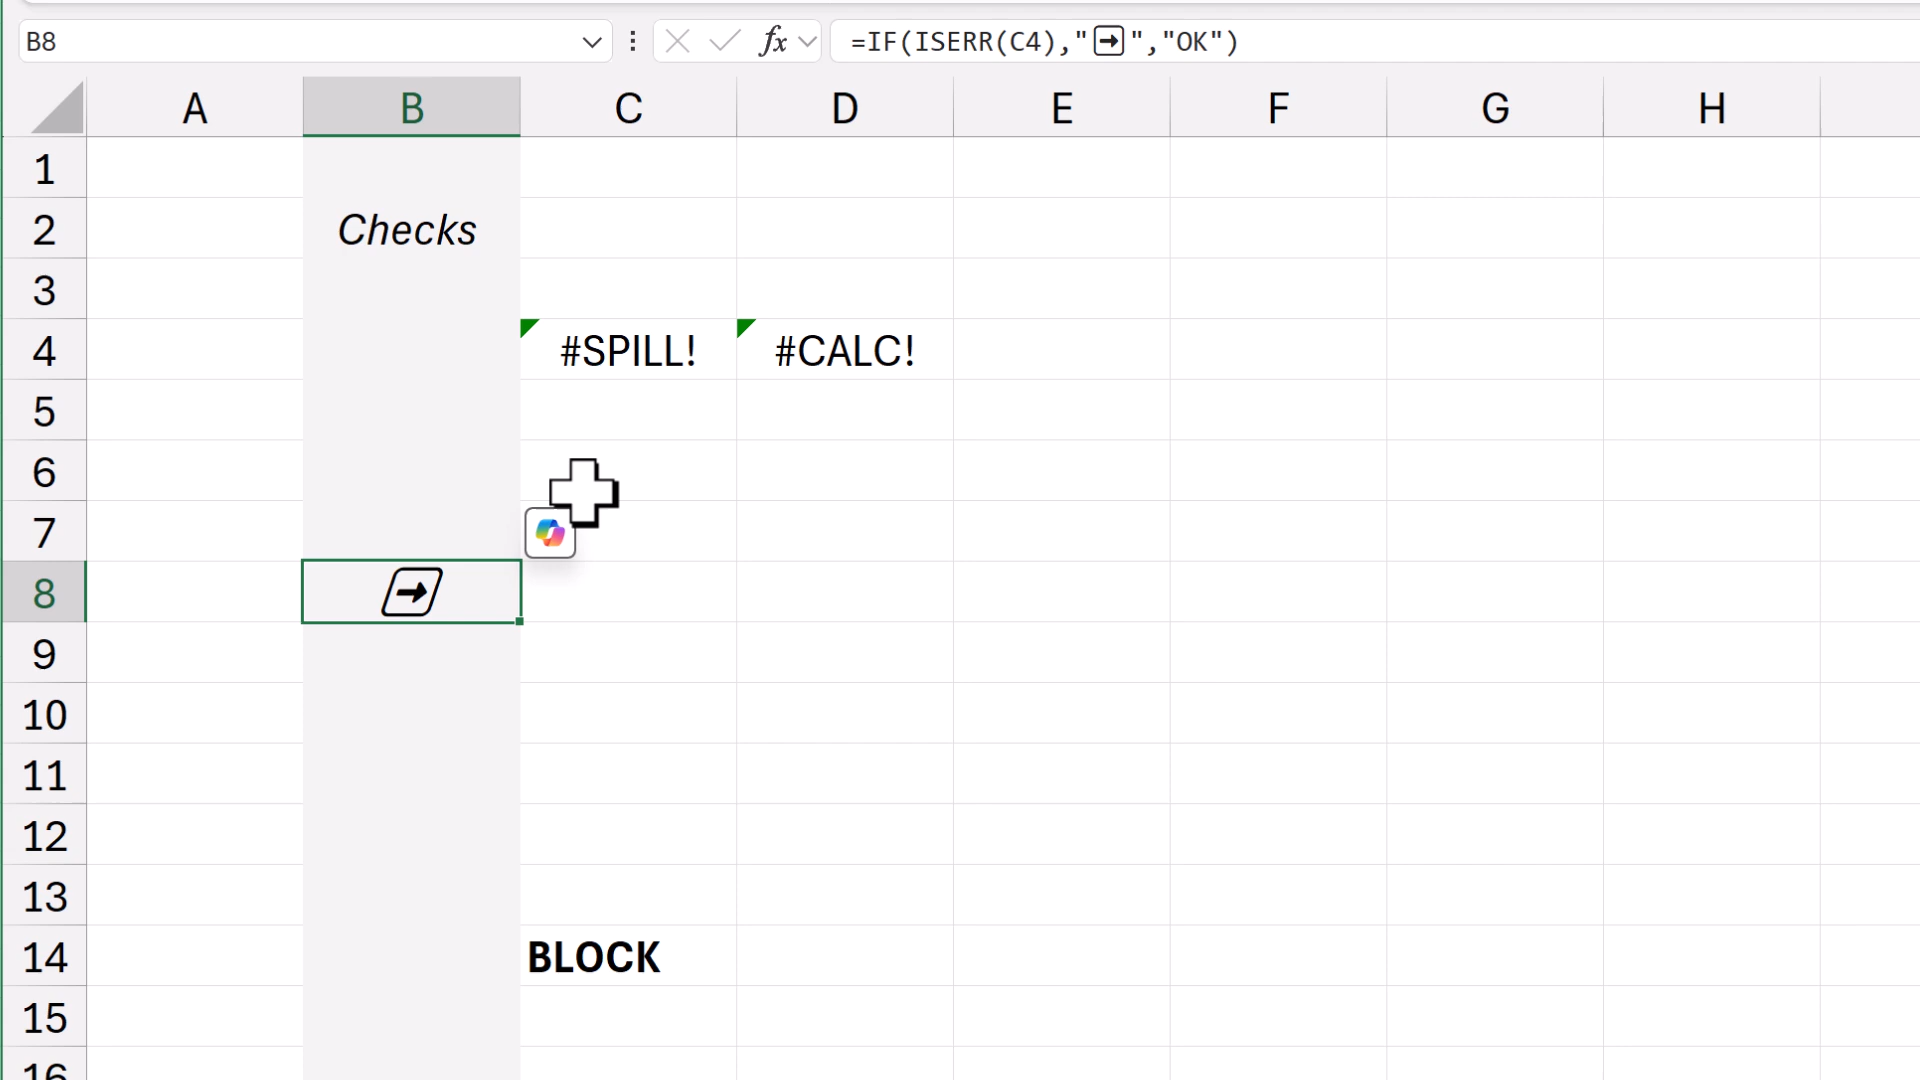 B8 fx =IF(ISERR(C4),"➡","OK")
A B C D E F G H
1
2 Checks
3
4 #SPILL! #CALC!
5
6
7
8 ➡
9
10
11
12
13
14 BLOCK
15
16